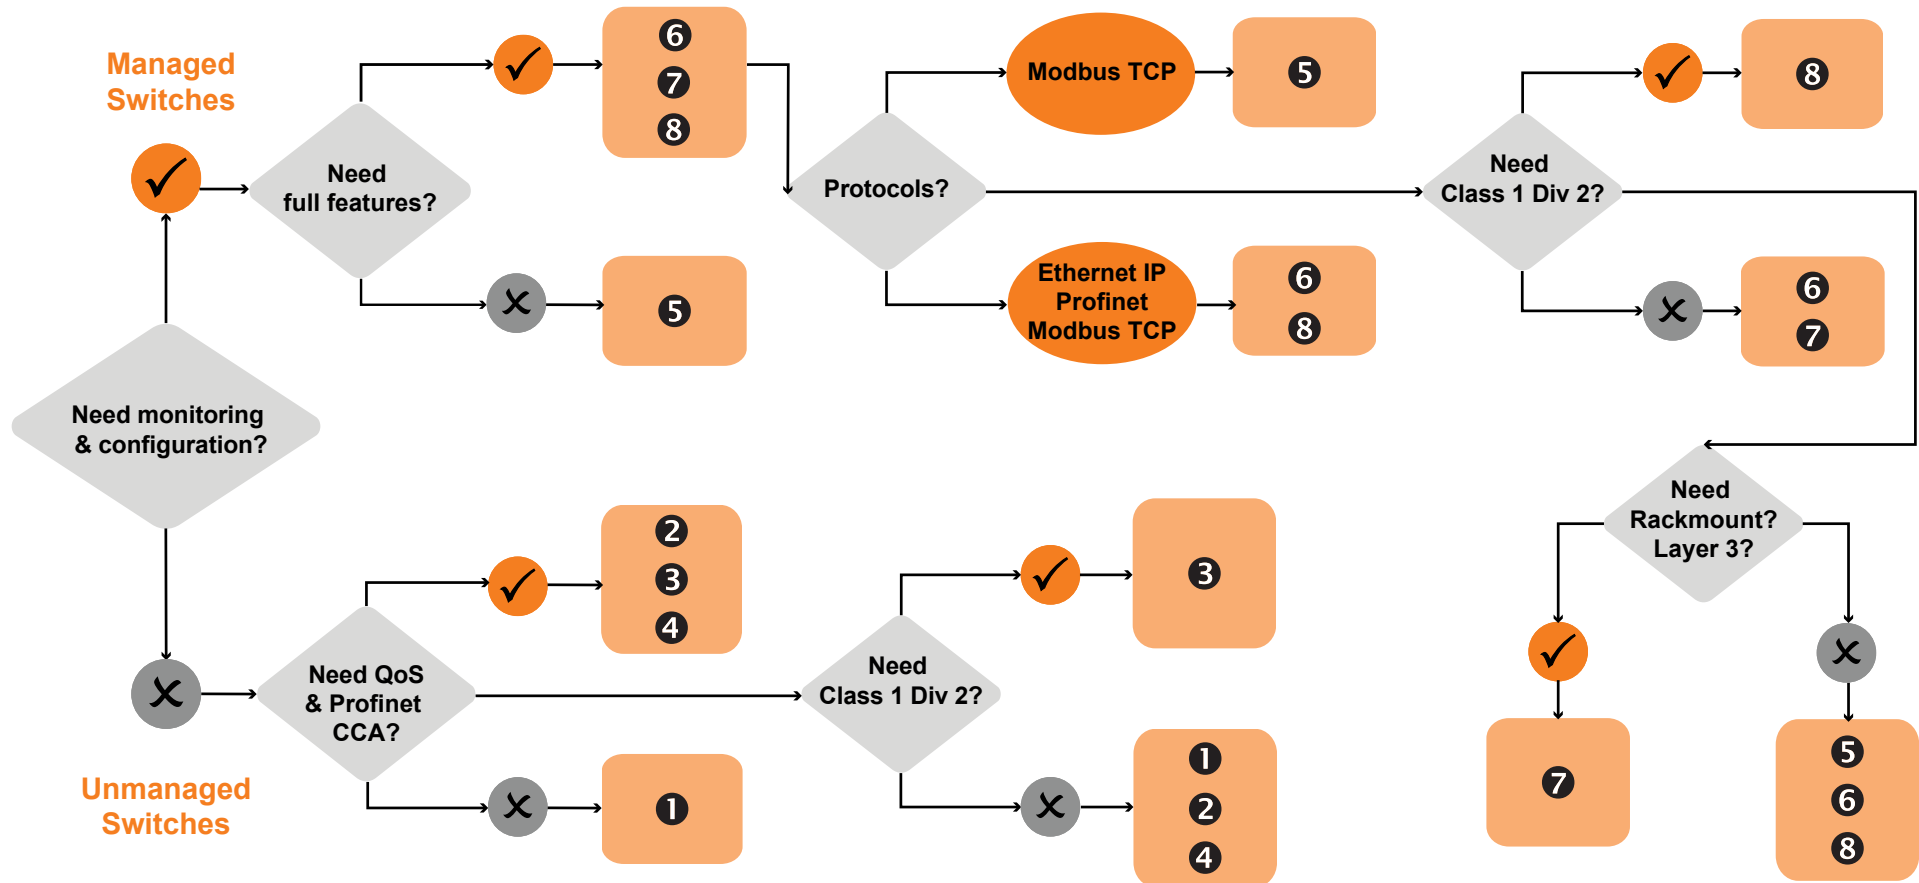 Managed
Switches
Need
full features?
6
7
8
5
Protocols?
Modbus TCP
5
Ethernet IP
Profinet
Modbus TCP
6
8
Need
Class 1 Div 2?
8
6
7
Need monitoring
& configuration?
Need
Rackmount?
Layer 3?
7
5
6
8
Unmanaged
Switches
Need QoS
& Profinet
CCA?
2
3
4
1
Need
Class 1 Div 2?
3
1
2
4